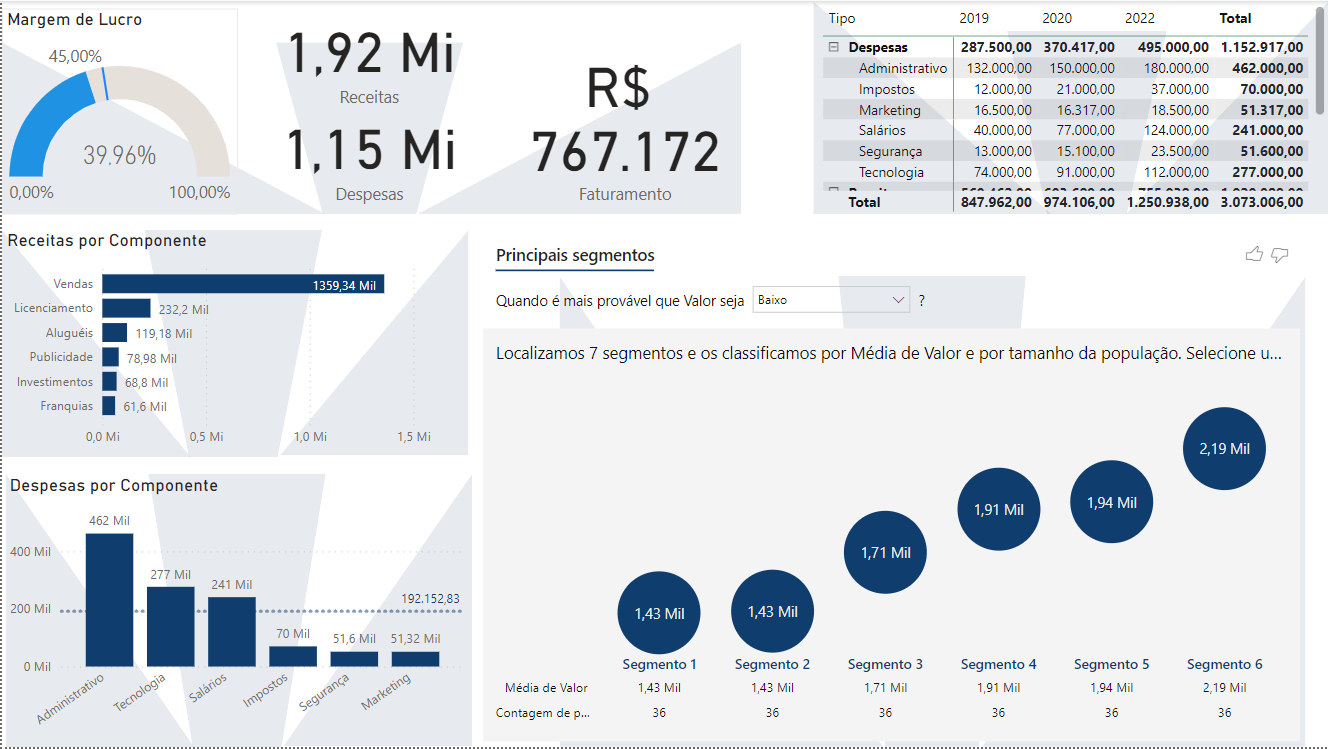 Margem de Lucro
45,00%
39,96%
0,00%
100,00%
1,92 Mi
Receitas
1,15 Mi
Despesas
R$
767.172
Faturamento
Tipo 2019 2020 2022 Total
Despesas 287.500,00 370.417,00 495.000,00 1.152.917,00
Administrativo 132.000,00 150.000,00 180.000,00 462.000,00
Impostos 12.000,00 21.000,00 37.000,00 70.000,00
Marketing 16.500,00 16.317,00 18.500,00 51.317,00
Salários 40.000,00 77.000,00 124.000,00 241.000,00
Segurança 13.000,00 15.100,00 23.500,00 51.600,00
Tecnologia 74.000,00 91.000,00 112.000,00 277.000,00
Total 847.962,00 974.106,00 1.250.938,00 3.073.006,00
Receitas por Componente
Vendas 1359,34 Mil
Licenciamento 232,2 Mil
Aluguéis 119,18 Mil
Publicidade 78,98 Mil
Investimentos 68,8 Mil
Franquias 61,6 Mil
0,0 Mi 0,5 Mi 1,0 Mi 1,5 Mi
Despesas por Componente
462 Mil
400 Mil
277 Mil
241 Mil
192.152,83
200 Mil
70 Mil
51,6 Mil
51,32 Mil
0 Mil
Administrativo
Tecnologia
Salários
Impostos
Segurança
Marketing
Principais segmentos
Quando é mais provável que Valor seja Baixo ?
Localizamos 7 segmentos e os classificamos por Média de Valor e por tamanho da população. Selecione u...
2,19 Mil
1,94 Mil
1,91 Mil
1,71 Mil
1,43 Mil
1,43 Mil
Segmento 1 Segmento 2 Segmento 3 Segmento 4 Segmento 5 Segmento 6
Média de Valor 1,43 Mil 1,43 Mil 1,71 Mil 1,91 Mil 1,94 Mil 2,19 Mil
Contagem de p... 36 36 36 36 36 36